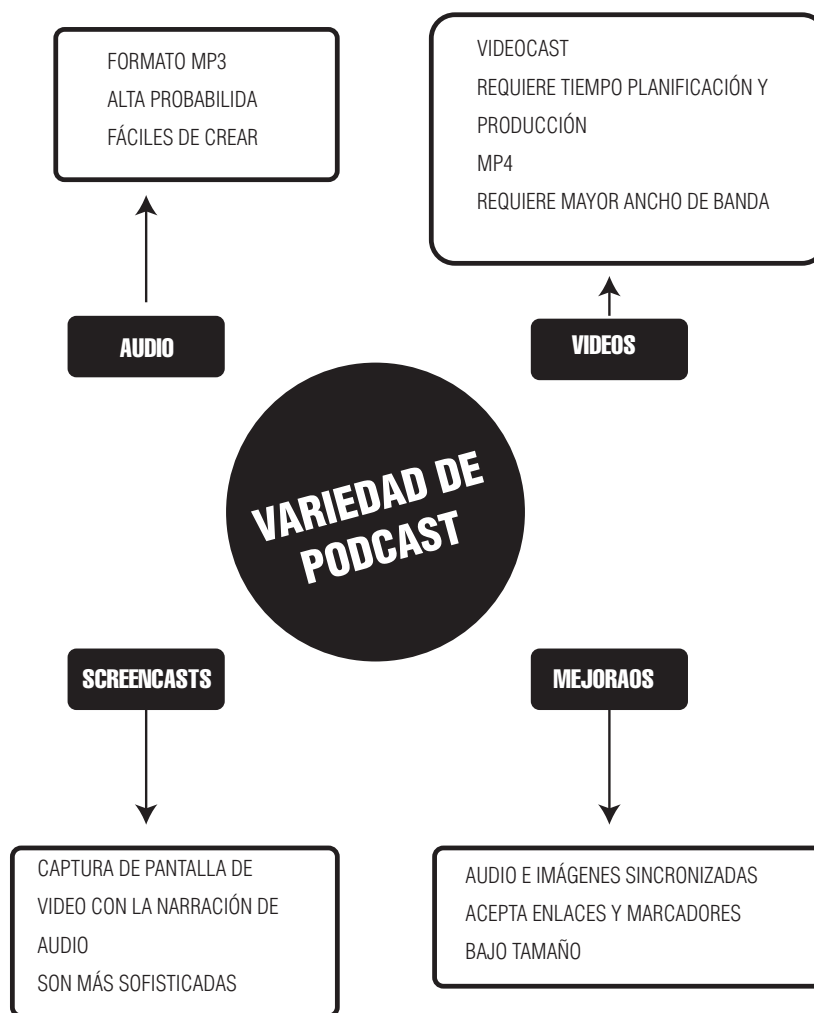 FORMATO MP3
ALTA PROBABILIDA
FÁCILES DE CREAR
VIDEOCAST
REQUIERE TIEMPO PLANIFICACIÓN Y
PRODUCCIÓN
MP4
REQUIERE MAYOR ANCHO DE BANDA
AUDIO
VIDEOS
VARIEDAD DE
PODCAST
SCREENCASTS
MEJORAOS
CAPTURA DE PANTALLA DE
VIDEO CON LA NARRACIÓN DE
AUDIO
SON MÁS SOFISTICADAS
AUDIO E IMÁGENES SINCRONIZADAS
ACEPTA ENLACES Y MARCADORES
BAJO TAMAÑO